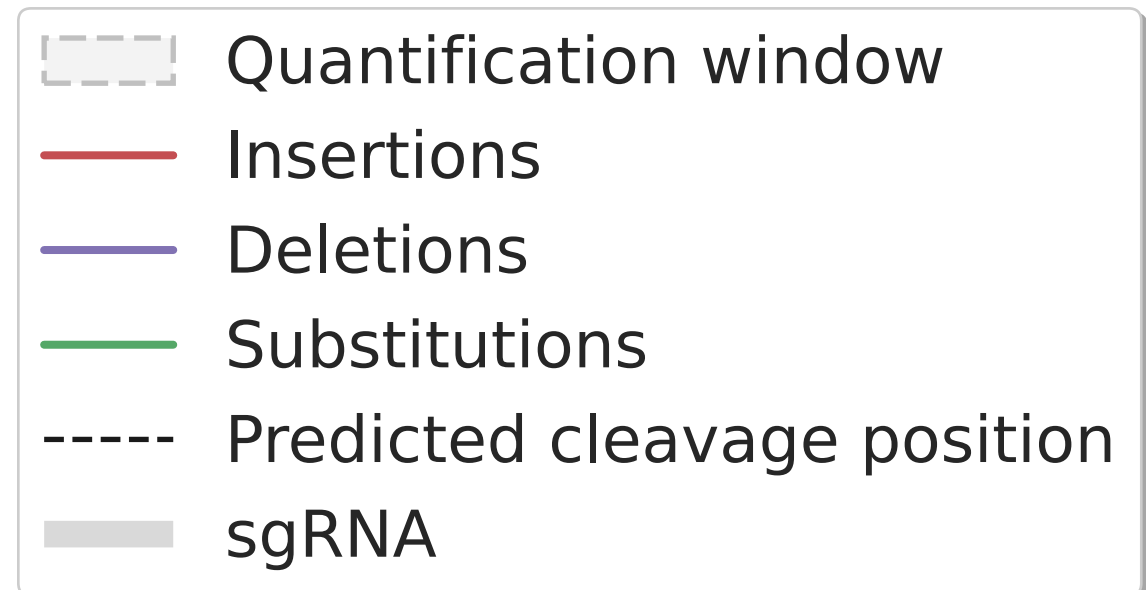 Quantification window
Insertions
Deletions
Substitutions
Predicted cleavage position
sgRNA